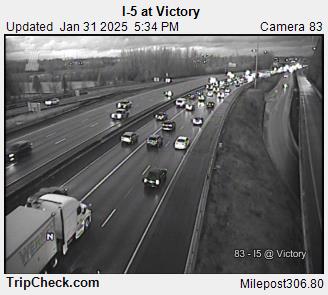 I-5 at Victory
Updated  Jan 31 2025  5:34 PM
Camera 83
N
83 - I5 @ Victory
TripCheck.com
Milepost306.80